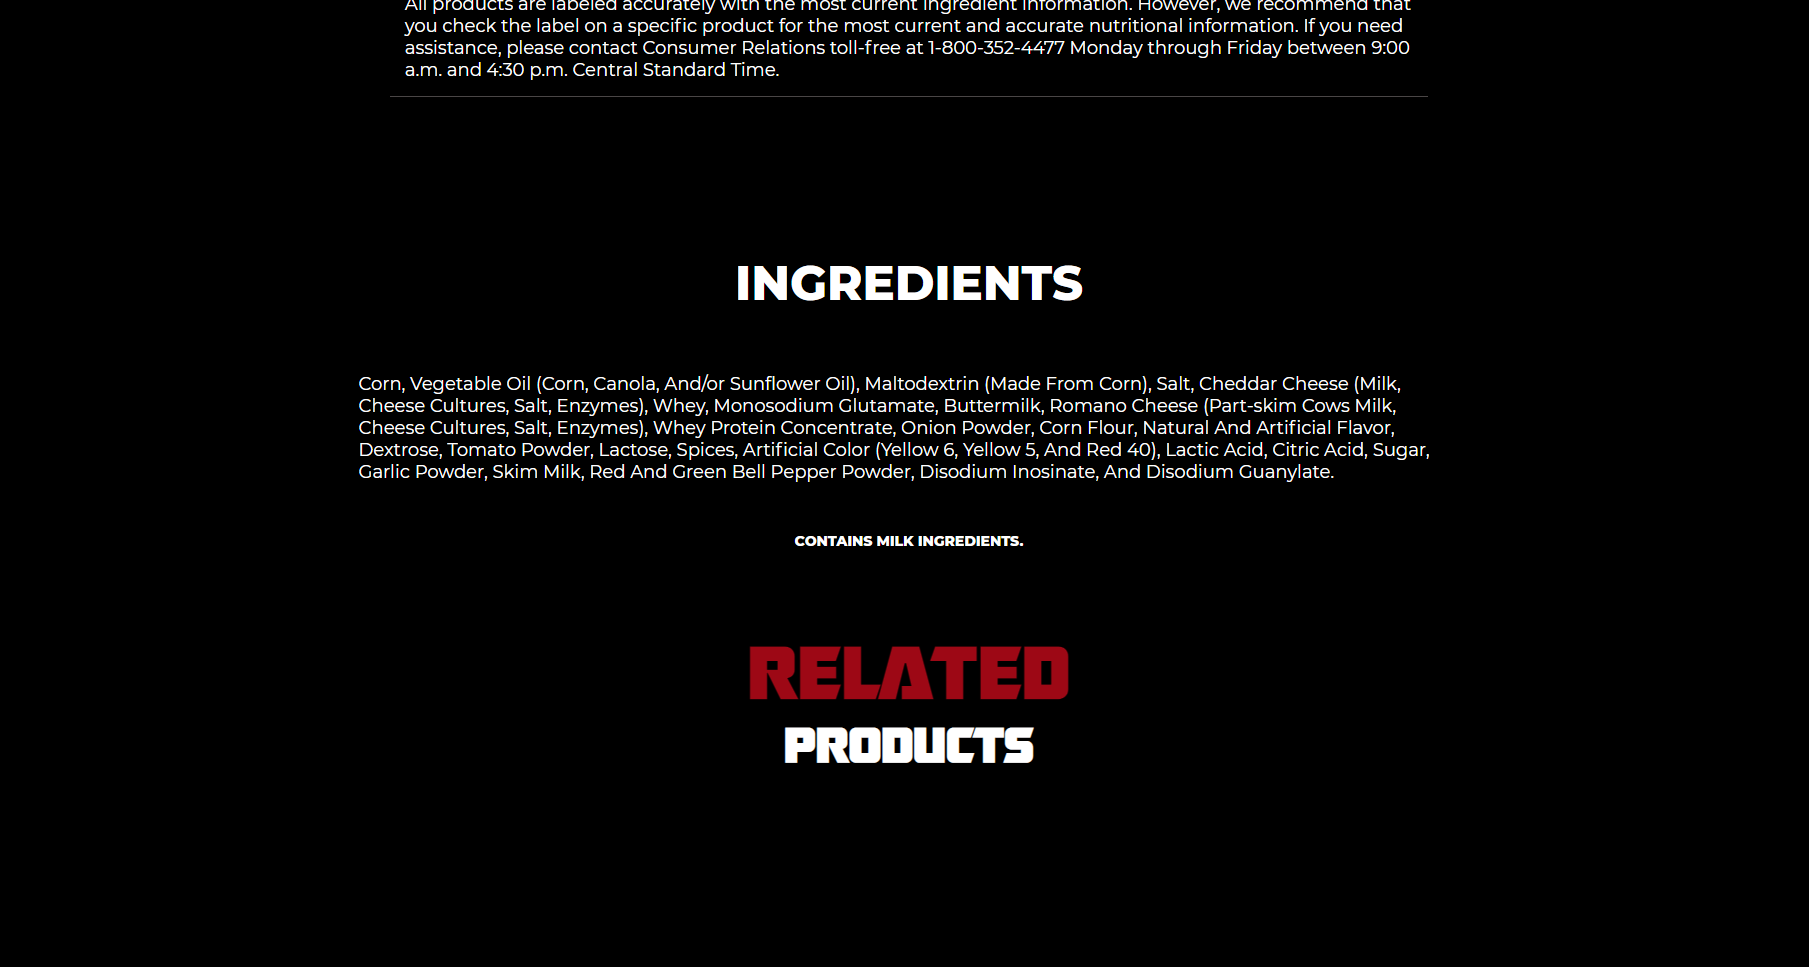 All products are labeled accurately with the most current ingredient information. However, we recommend that
you check the label on a specific product for the most current and accurate nutritional information. If you need
assistance, please contact Consumer Relations toll-free at 1-800-352-4477 Monday through Friday between 9:00
a.m. and 4:30 p.m. Central Standard Time.
INGREDIENTS
Corn, Vegetable Oil (Corn, Canola, And/or Sunflower Oil), Maltodextrin (Made From Corn), Salt, Cheddar Cheese (Milk,
Cheese Cultures, Salt, Enzymes), Whey, Monosodium Glutamate, Buttermilk, Romano Cheese (Part-skim Cows Milk,
Cheese Cultures, Salt, Enzymes), Whey Protein Concentrate, Onion Powder, Corn Flour, Natural And Artificial Flavor,
Dextrose, Tomato Powder, Lactose, Spices, Artificial Color (Yellow 6, Yellow 5, And Red 40), Lactic Acid, Citric Acid, Sugar,
Garlic Powder, Skim Milk, Red And Green Bell Pepper Powder, Disodium Inosinate, And Disodium Guanylate.
CONTAINS MILK INGREDIENTS.
RELATED
PRODUCTS